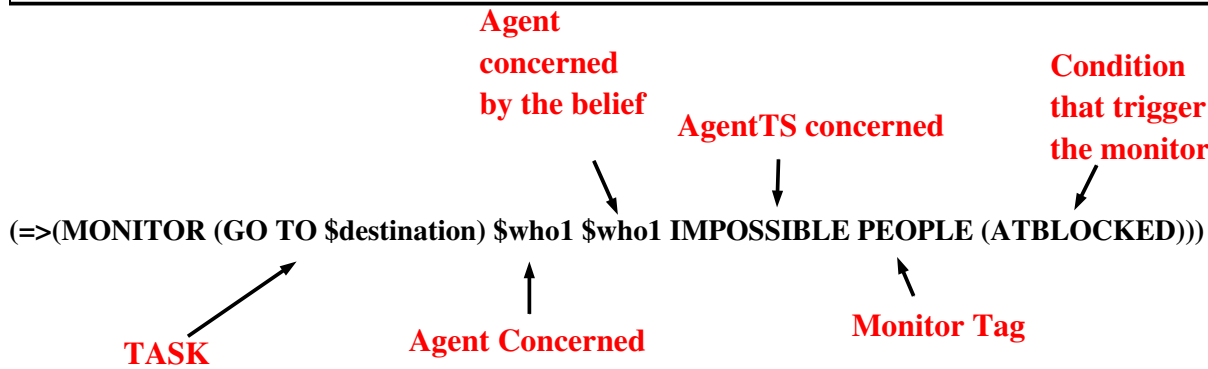 Agent
concerned
by the belief
AgentTS concerned
Condition
that trigger
the monitor
(=>(MONITOR (GO TO $destination) $who1 $who1 IMPOSSIBLE PEOPLE (ATBLOCKED)))
TASK
Agent Concerned
Monitor Tag